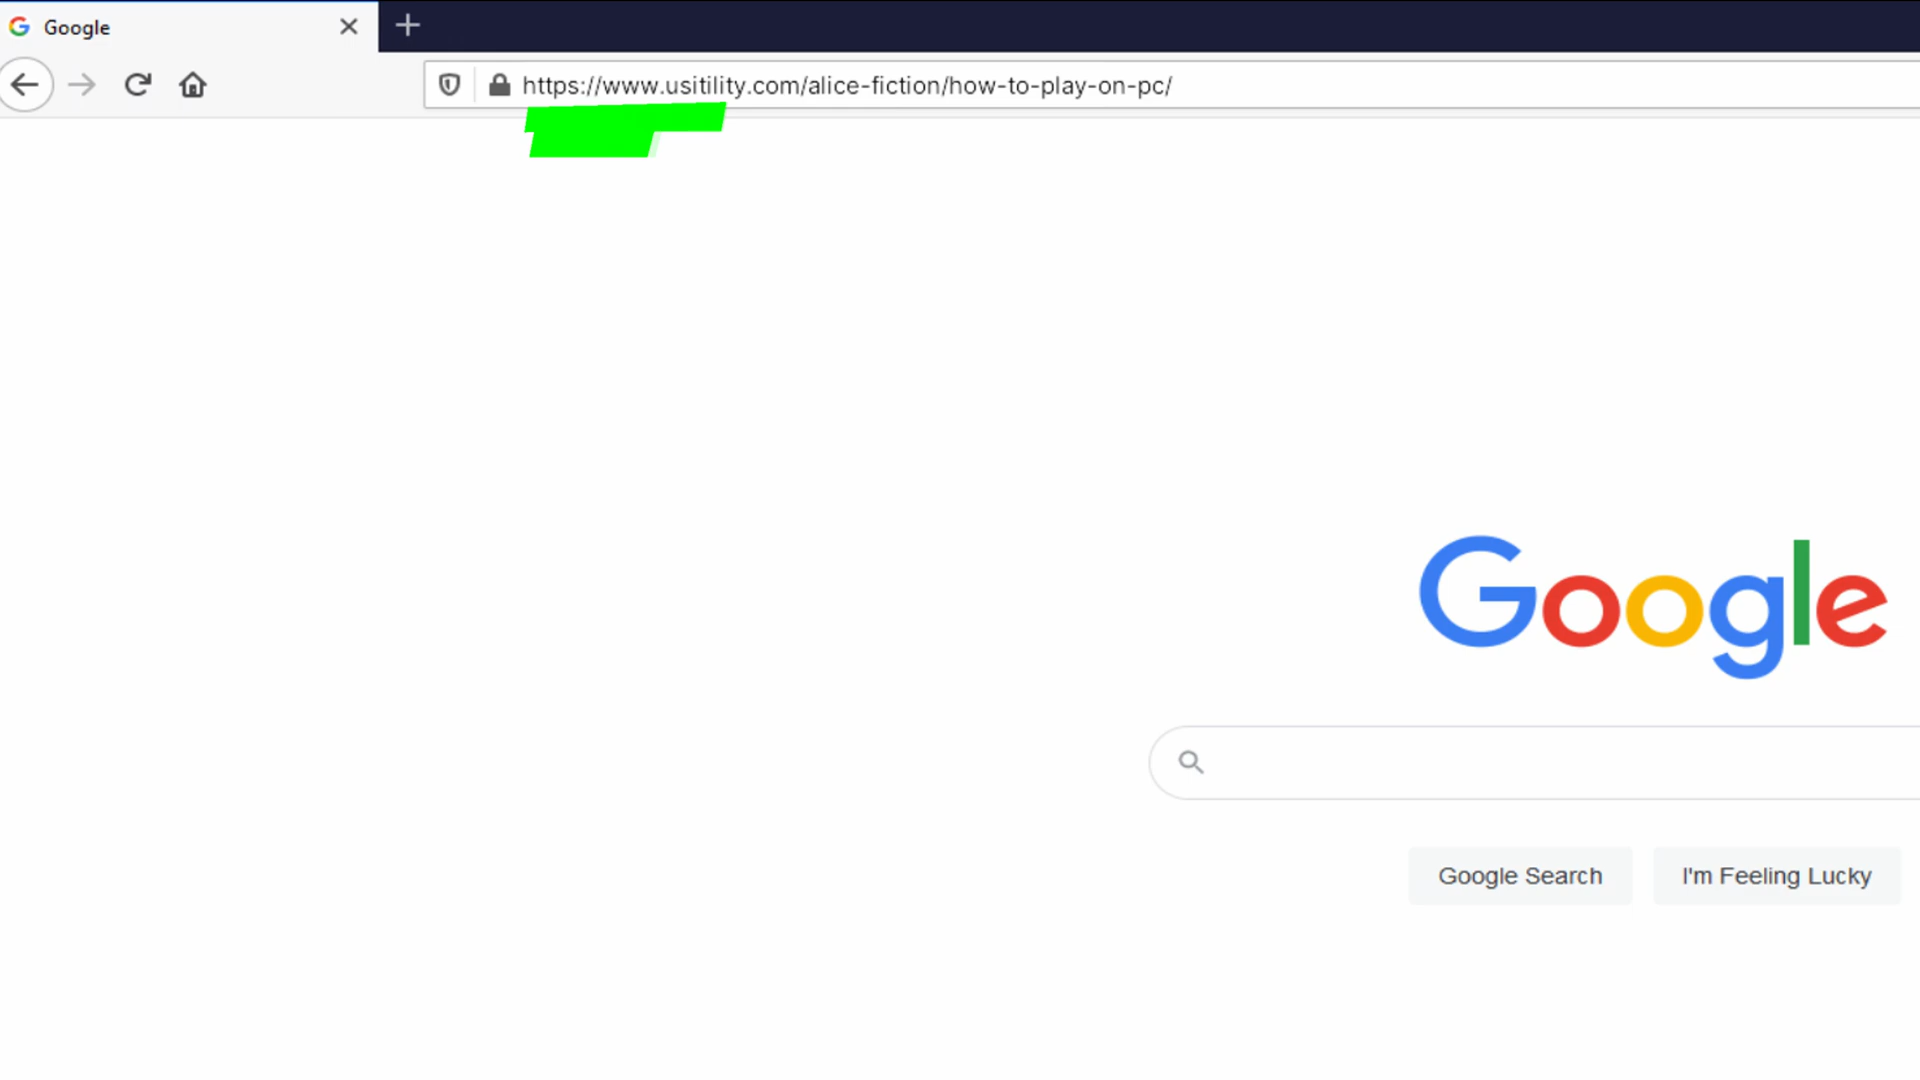 Google
https://www.usitility.com/alice-fiction/how-to-play-on-pc/
Google
Google Search
I'm Feeling Lucky